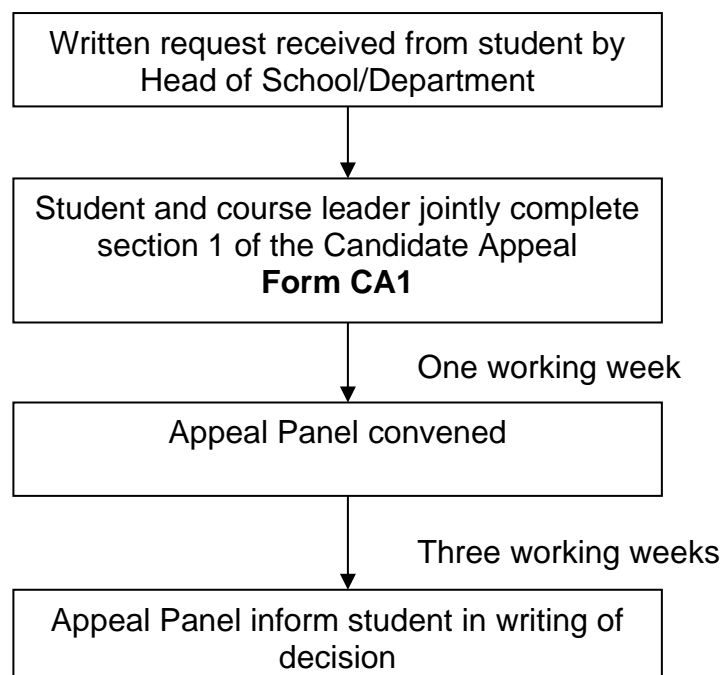 Written request received from student by
Head of School/Department
Student and course leader jointly complete
section 1 of the Candidate Appeal
Form CA1
One working week
Appeal Panel convened
Three working weeks
Appeal Panel inform student in writing of
decision